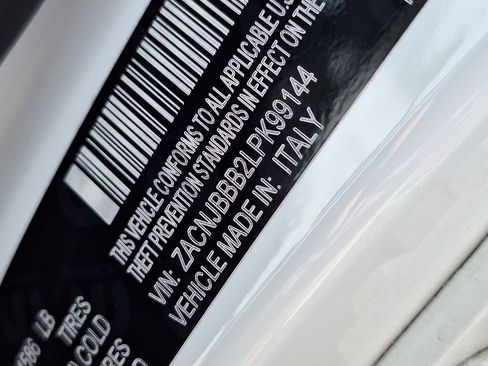 THIS VEHICLE CONFORMS TO ALL APPLICABLE U.S.
THEFT PREVENTION STANDARDS IN EFFECT ON THE
VIN: ZACNJBBB2LPK99144
VEHICLE MADE IN: ITALY
LB
TIRES
COLD